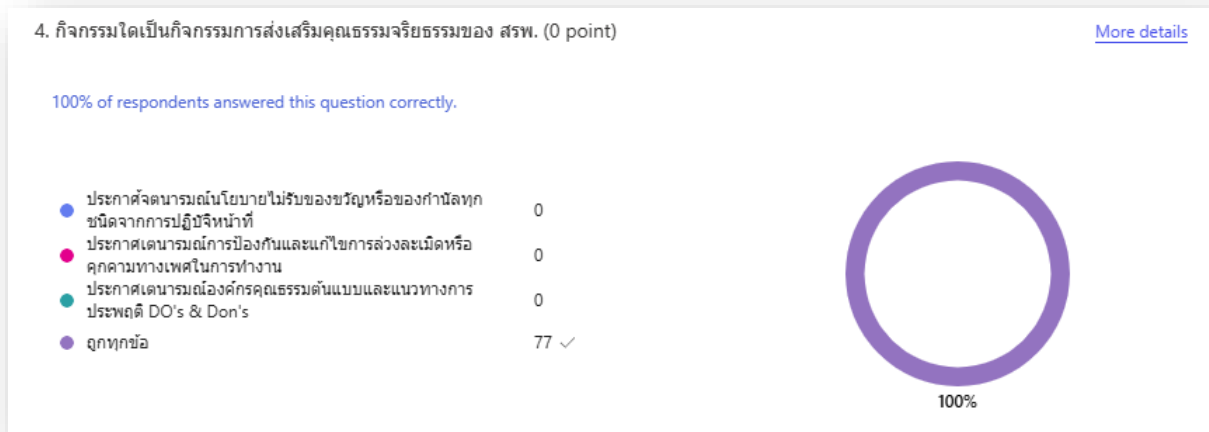 4. กิจกรรมใดเป็นกิจกรรมการส่งเสริมคุณธรรมจริยธรรมของ สรพ. (0 point)
More details
100% of respondents answered this question correctly.
ประกาศ้จตนารมณ์นโยบายไม่รับของขวัญหรือของกำนัลทุก
ชนิดจากการปฏิบัจิหน้าที่ 0
ประกาศเตนารมณ์การป้องกันและแก้ไขการล่วงละเมิดหรือ
คุกคามทางเพศในการทำงาน 0
ประกาศเตนารมณ์องค์กรคุณธรรมต้นแบบและแนวทางการ
ประพฤติ DO's & Don's 0
ถูกทุกข้อ 77
100%